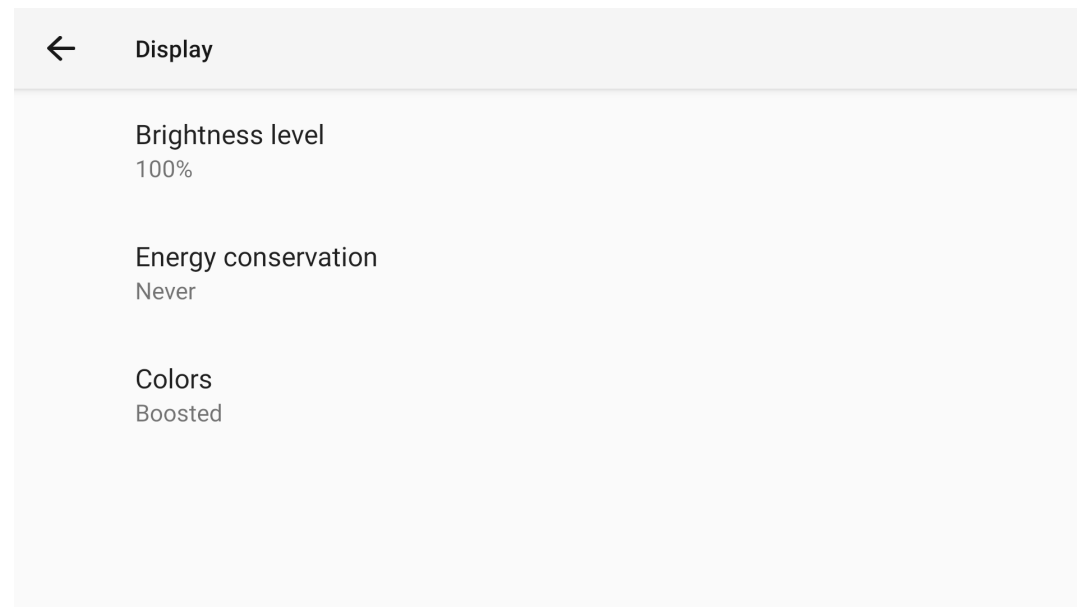 Display
Brightness level
100%
Energy conservation
Never
Colors
Boosted